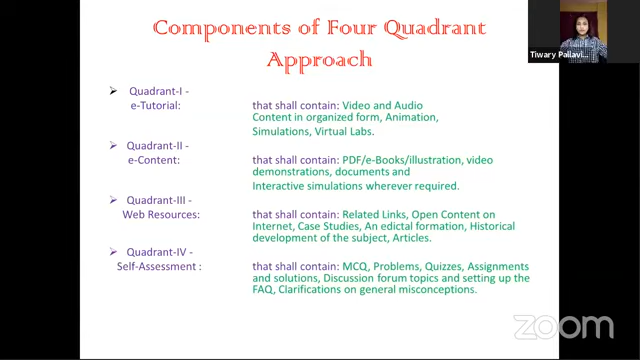 Components of Four Quadrant
Approach
Tiwary Pallavi...
Quadrant-I -
e-Tutorial: that shall contain: Video and Audio
Content in organized form, Animation,
Simulations, Virtual Labs.
Quadrant-II -
e-Content: that shall contain: PDF/e-Books/illustration, video
demonstrations, documents and
Interactive simulations wherever required.
Quadrant-III -
Web Resources: that shall contain: Related Links, Open Content on
Internet, Case Studies, An edictal formation, Historical
development of the subject, Articles.
Quadrant-IV -
Self-Assessment : that shall contain: MCQ, Problems, Quizzes, Assignments
and solutions, Discussion forum topics and setting up the
FAQ, Clarifications on general misconceptions.
zoom